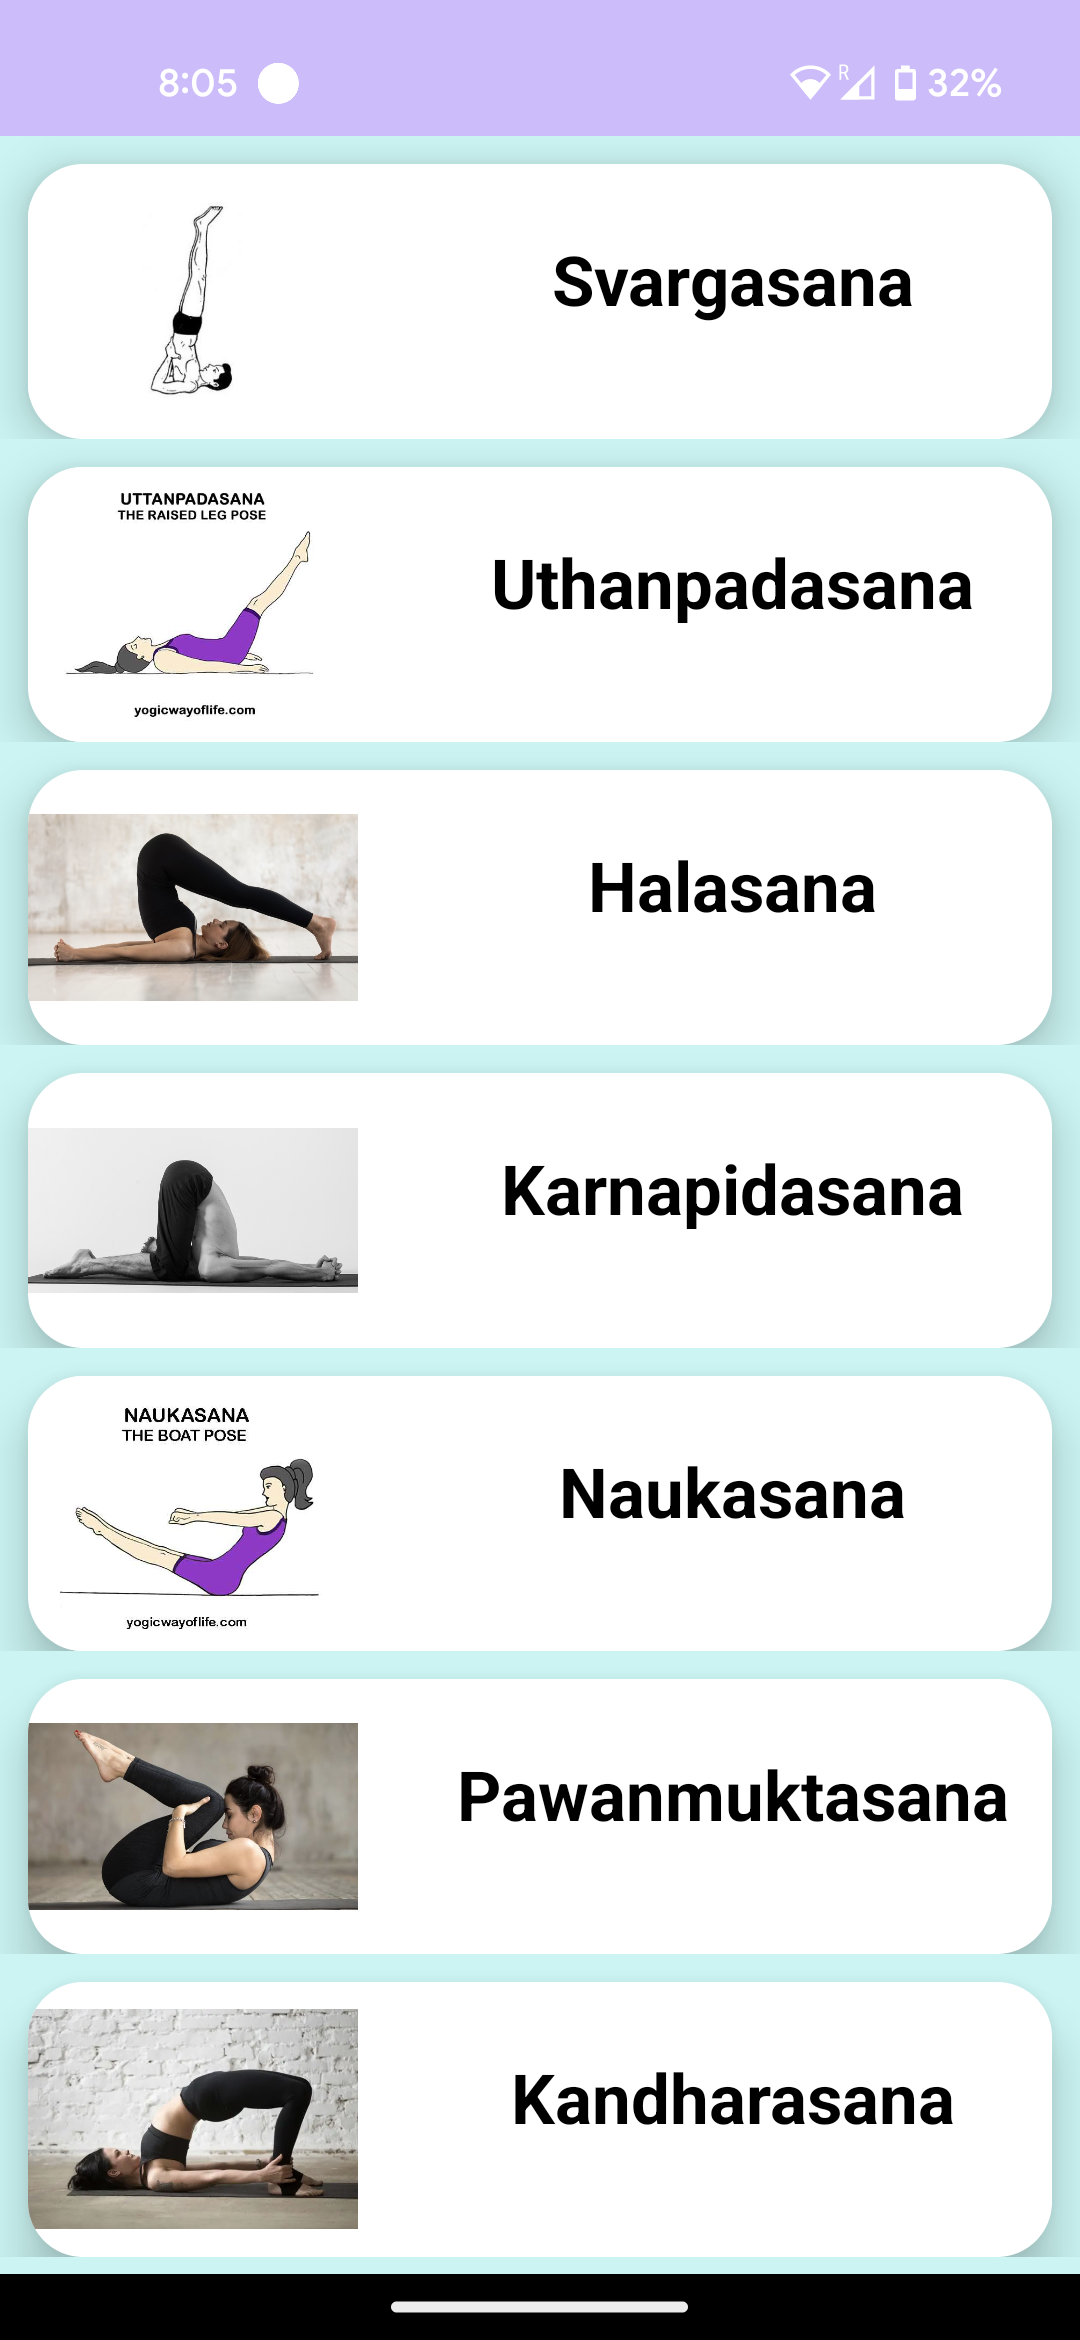 8:05
R
32%
Svargasana
UTTANPADASANA
THE RAISED LEG POSE
yogicwayoflife.com
Uthanpadasana
Halasana
Karnapidasana
NAUKASANA
THE BOAT POSE
yogicwayoflife.com
Naukasana
Pawanmuktasana
Kandharasana